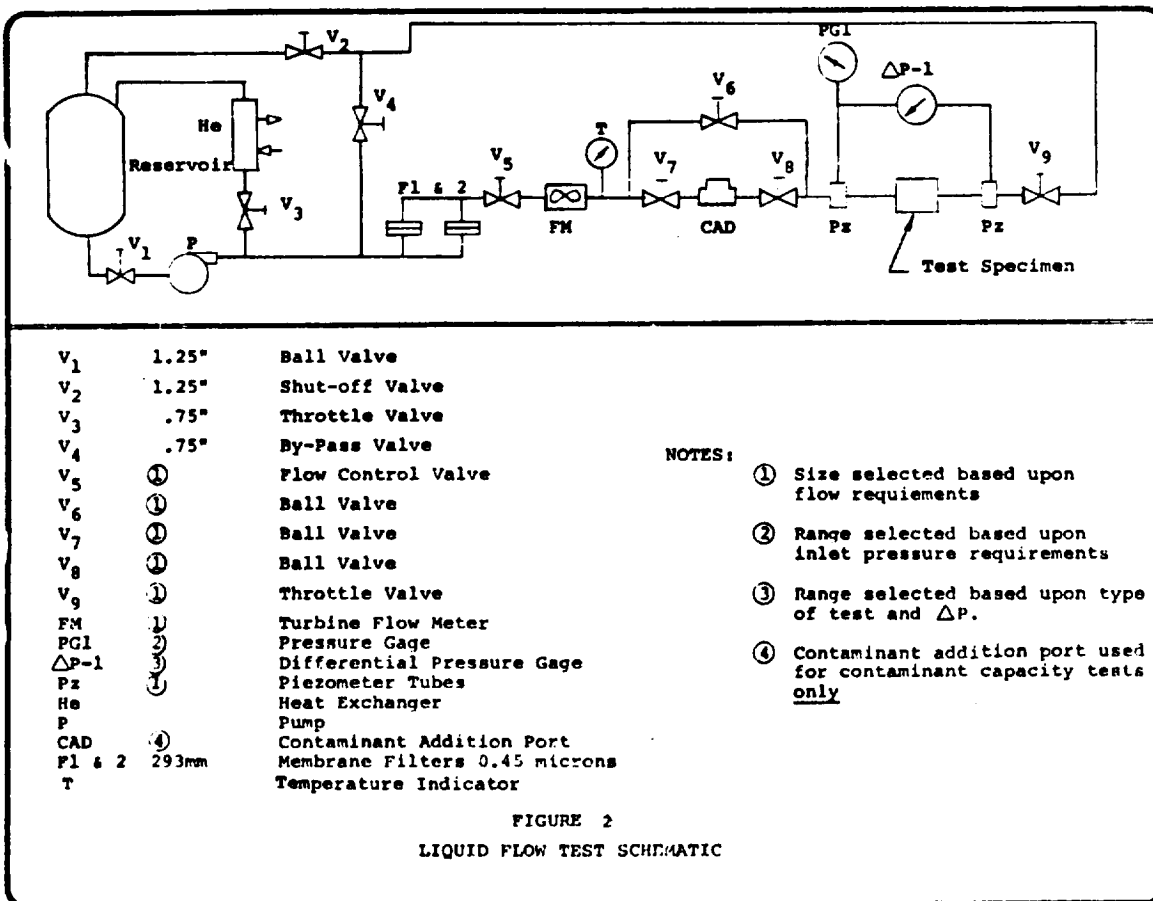 V2
PG1
△P-1
V6
V4
He
T
V5
V7
V8
V9
Reservoir
F1 & 2
V3
FM
CAD
Pz
Pz
V1
P
Test Specimen
V1 1.25" Ball Valve
V2 1.25" Shut-off Valve
V3 .75" Throttle Valve
V4 .75" By-Pass Valve
V5 ① Flow Control Valve
V6 ① Ball Valve
V7 ① Ball Valve
V8 ① Ball Valve
V9 ① Throttle Valve
FM ① Turbine Flow Meter
PG1 ② Pressure Gage
△P-1 ③ Differential Pressure Gage
Pz ① Piezometer Tubes
He Heat Exchanger
P Pump
CAD ④ Contaminant Addition Port
F1 & 2 293mm Membrane Filters 0.45 microns
T Temperature Indicator
NOTES:
① Size selected based upon
flow requiements
② Range selected based upon
inlet pressure requirements
③ Range selected based upon type
of test and △P.
④ Contaminant addition port used
for contaminant capacity tests
only
FIGURE 2
LIQUID FLOW TEST SCHEMATIC